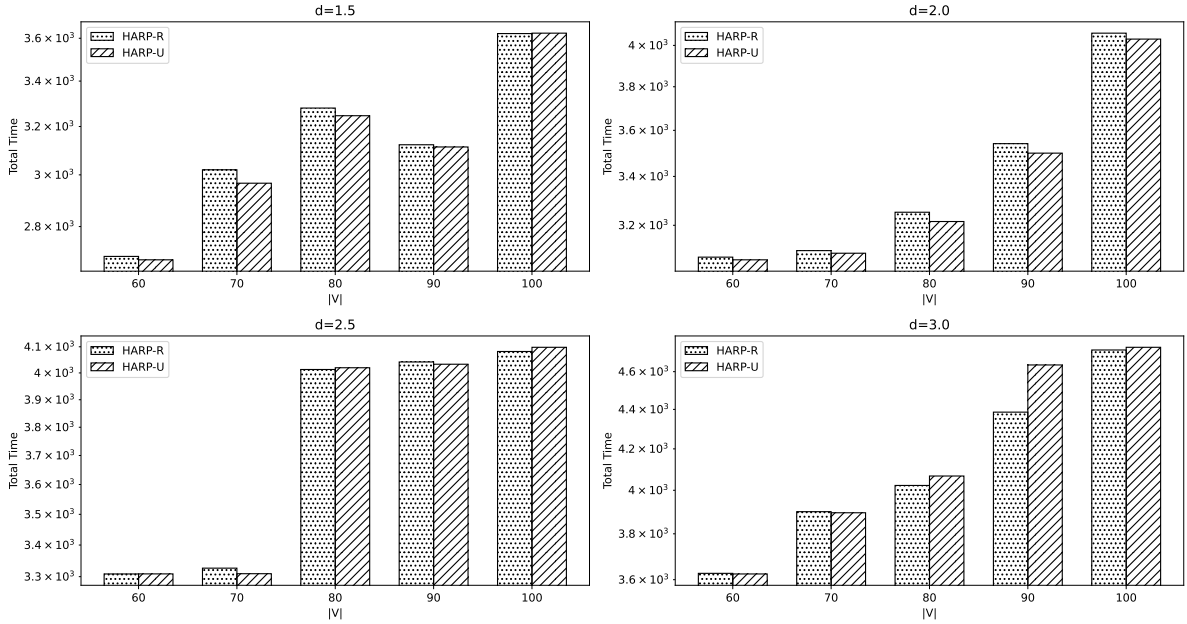 d=1.5
HARP-R
HARP-U
3.6 × 10³
3.4 × 10³
3.2 × 10³
3 × 10³
2.8 × 10³
Total Time
60 70 80 90 100
|V|
d=2.0
HARP-R
HARP-U
4 × 10³
3.8 × 10³
3.6 × 10³
3.4 × 10³
3.2 × 10³
Total Time
60 70 80 90 100
|V|
d=2.5
HARP-R
HARP-U
4.1 × 10³
4 × 10³
3.9 × 10³
3.8 × 10³
3.7 × 10³
3.6 × 10³
3.5 × 10³
3.4 × 10³
3.3 × 10³
Total Time
60 70 80 90 100
|V|
d=3.0
HARP-R
HARP-U
4.6 × 10³
4.4 × 10³
4.2 × 10³
4 × 10³
3.8 × 10³
3.6 × 10³
Total Time
60 70 80 90 100
|V|